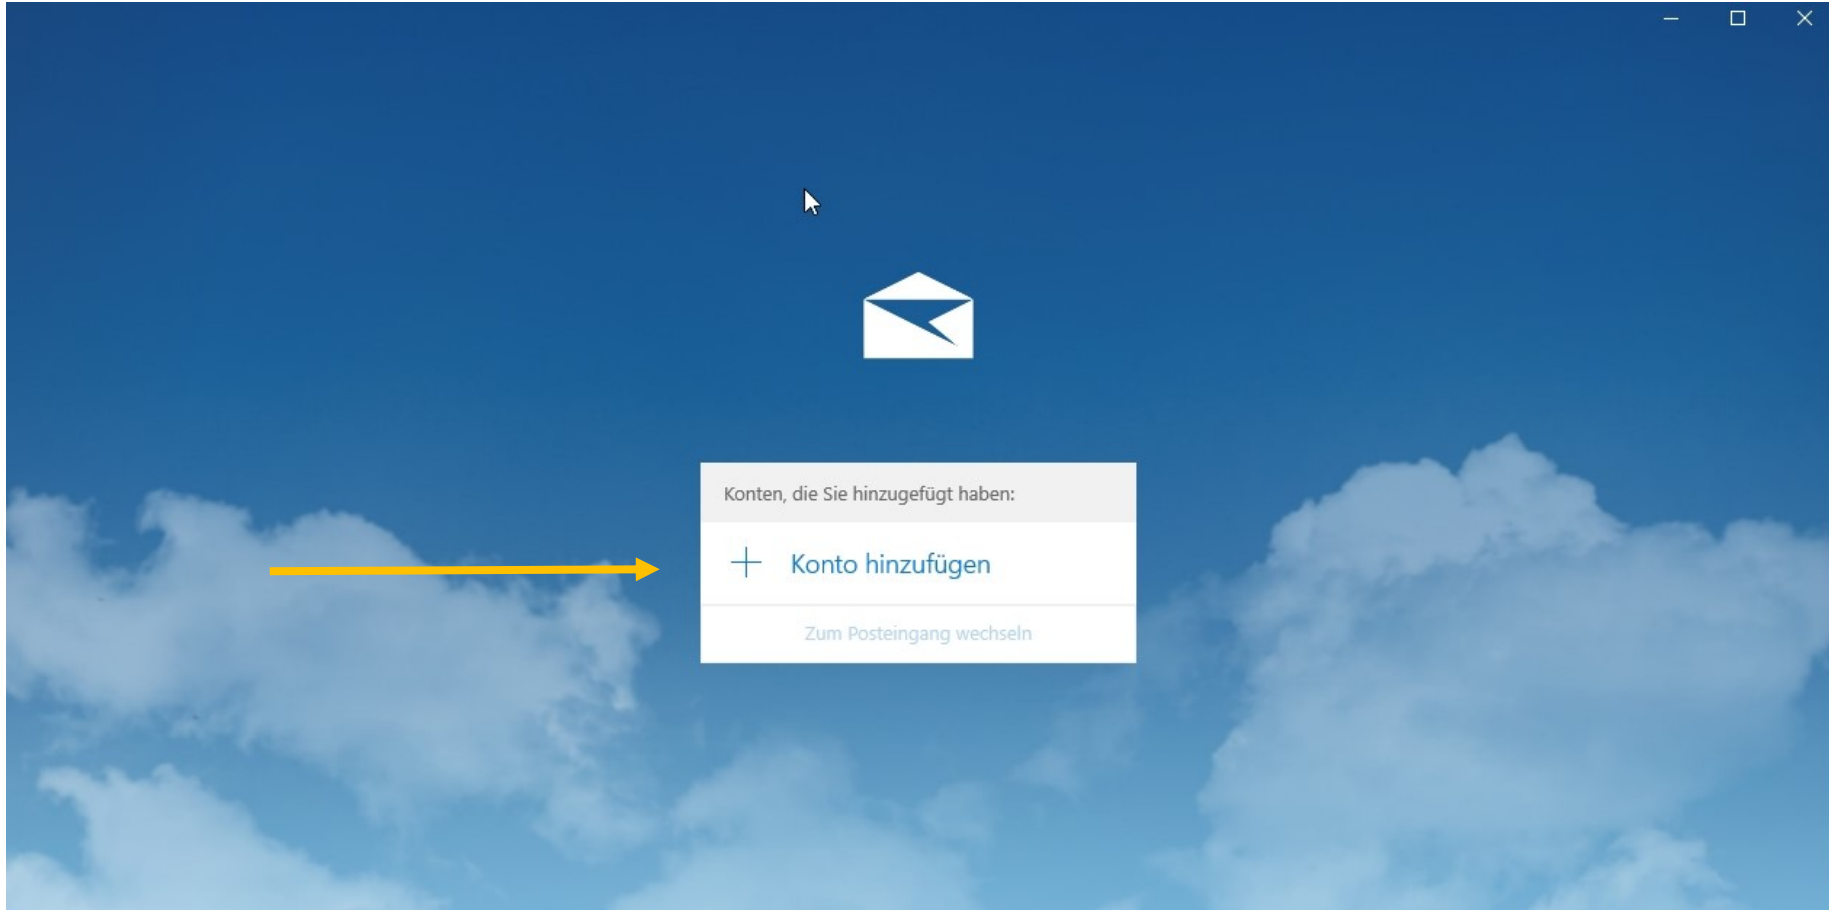 Konten, die Sie hinzugefügt haben:
Konto hinzufügen
Zum Posteingang wechseln